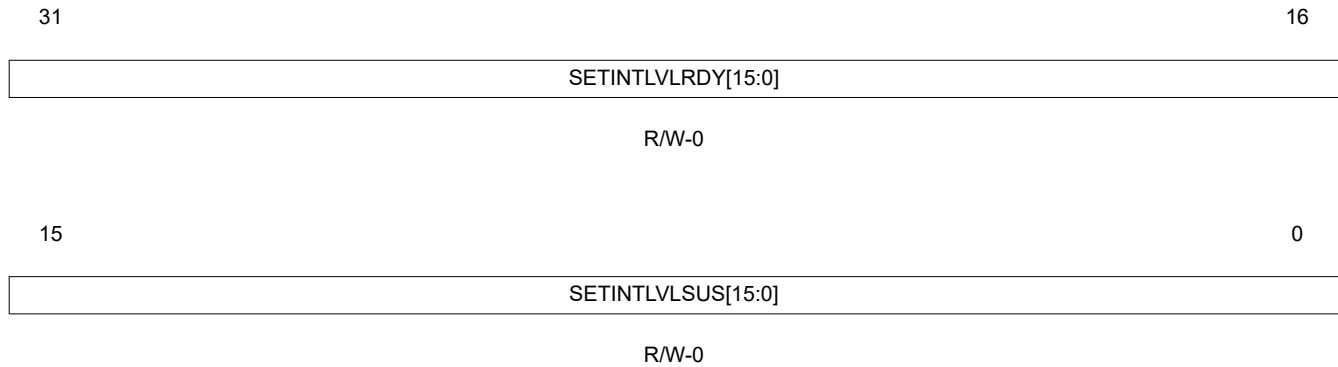 31 16
SETINTLVLRDY[15:0]
R/W-0
15 0
SETINTLVLSUS[15:0]
R/W-0